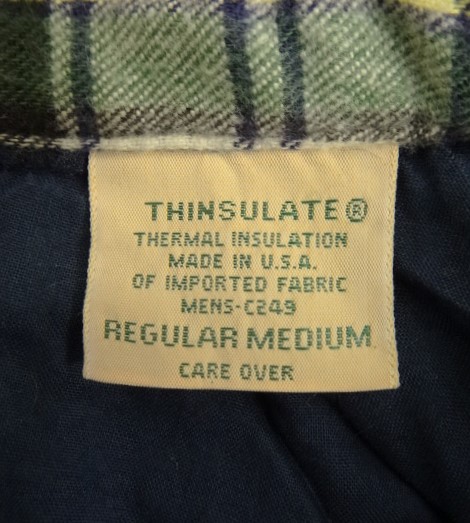 THINSULATE®
THERMAL INSULATION
MADE IN U.S.A.
OF IMPORTED FABRIC
MENS-C249
REGULAR MEDIUM
CARE OVER